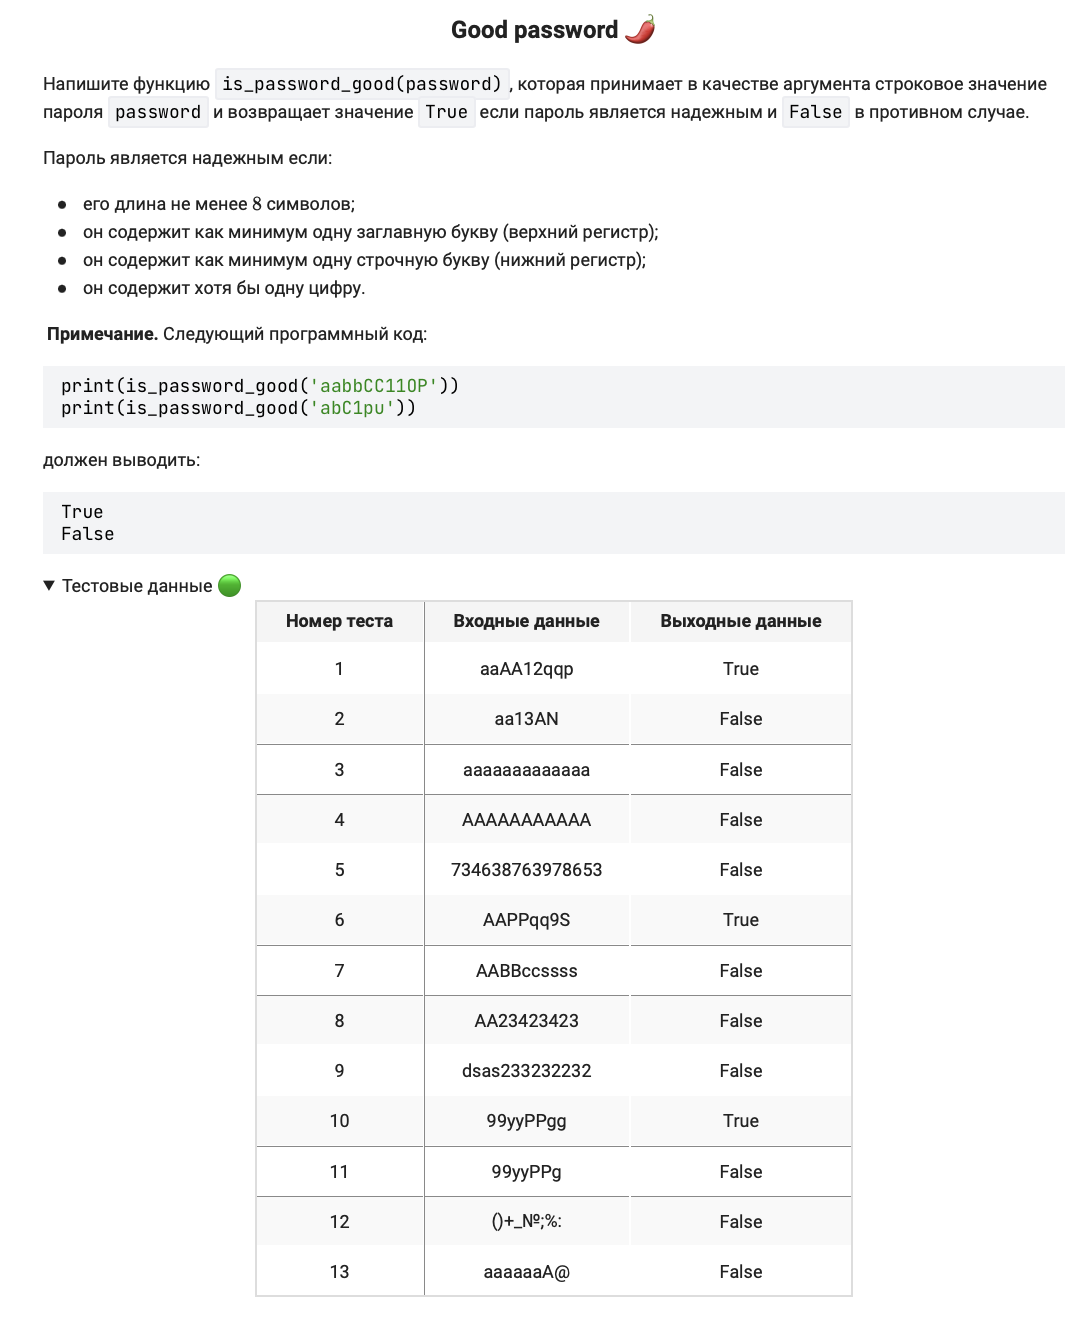 Good password 🌶️
Напишите функцию is_password_good(password), которая принимает в качестве аргумента строковое значение
пароля password и возвращает значение True если пароль является надежным и False в противном случае.
Пароль является надежным если:
● его длина не менее 8 символов;
● он содержит как минимум одну заглавную букву (верхний регистр);
● он содержит как минимум одну строчную букву (нижний регистр);
● он содержит хотя бы одну цифру.
Примечание. Следующий программный код:
print(is_password_good('aabbCC11OP'))
print(is_password_good('abC1pu'))
должен выводить:
True
False
▼ Тестовые данные 🟢
Номер теста Входные данные Выходные данные
1 aaAA12qqp True
2 aa13AN False
3 aaaaaaaaaaaaa False
4 AAAAAAAAAAA False
5 734638763978653 False
6 AAPPqq9S True
7 AABBccssss False
8 AA23423423 False
9 dsas233232232 False
10 99yyPPgg True
11 99yyPPg False
12 ()+_№;%: False
13 aaaaaaA@ False